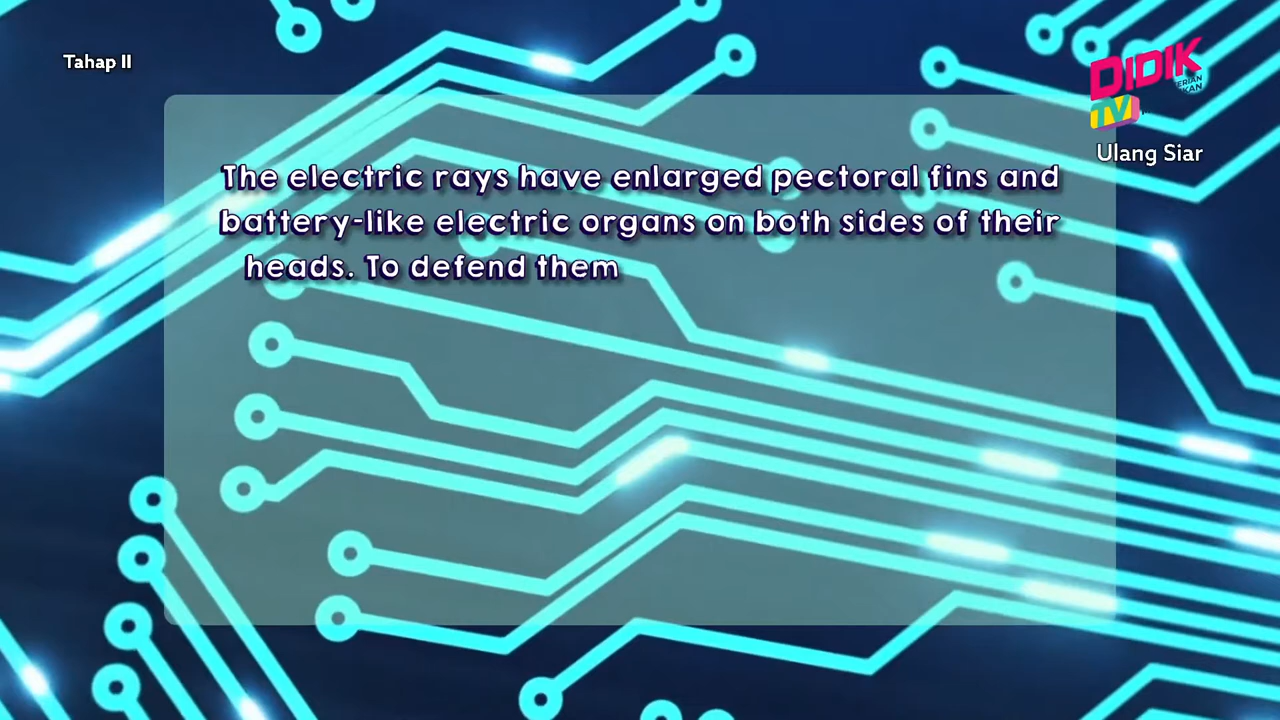 Tahap II
DIDIK
TV
Ulang Siar
The electric rays have enlarged pectoral fins and
battery-like electric organs on both sides of their
heads. To defend them